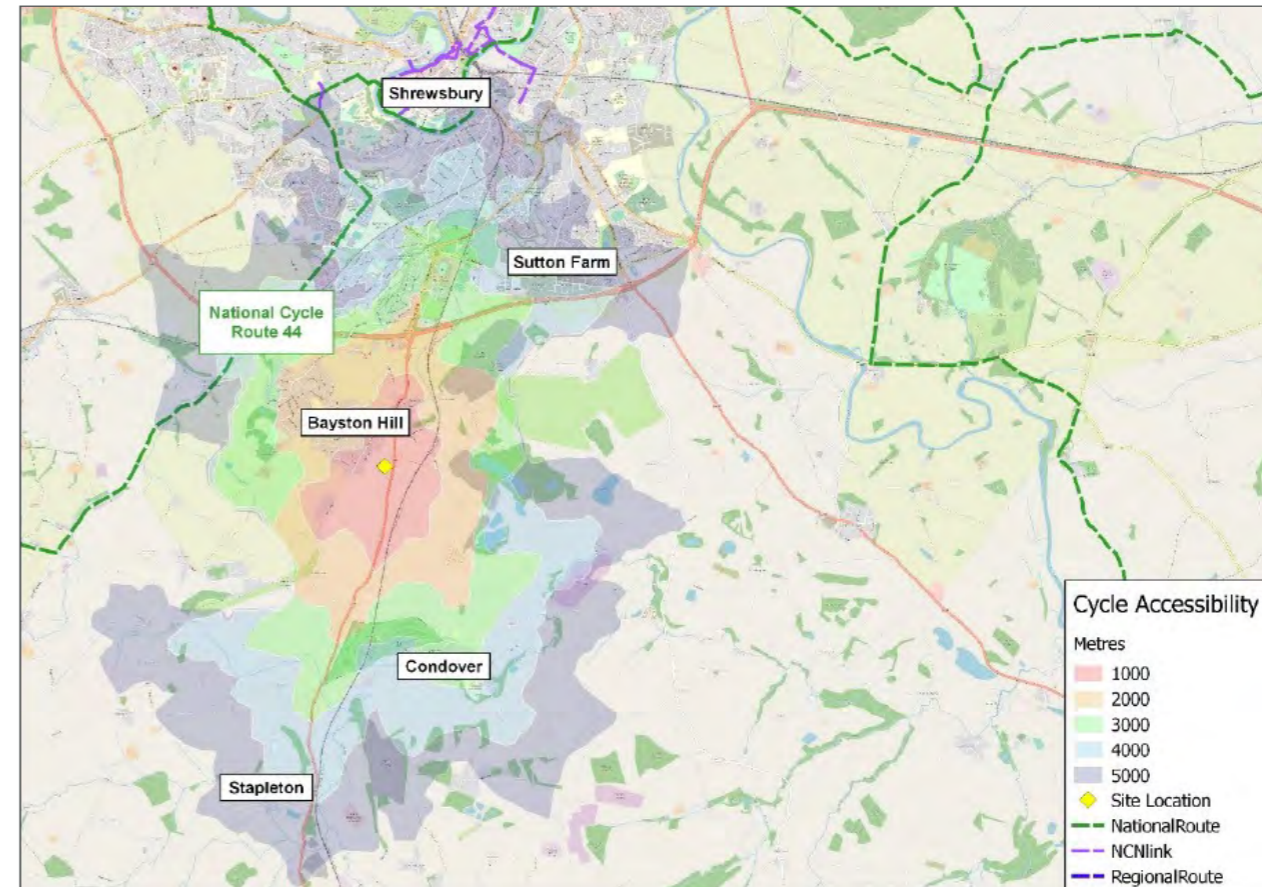 Shrewsbury
Sutton Farm
National Cycle
Route 44
Bayston Hill
Condover
Stapleton
Cycle Accessibility
Metres
1000
2000
3000
4000
5000
Site Location
NationalRoute
NCNlink
RegionalRoute